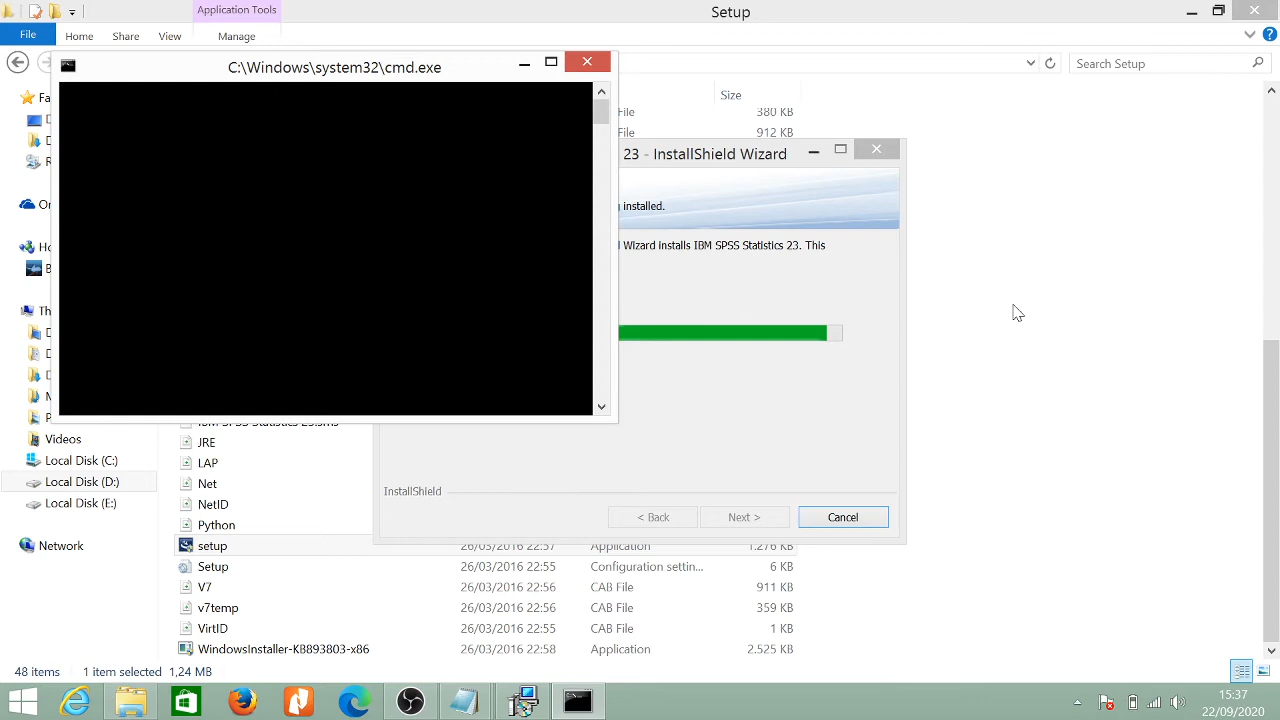 Application Tools
Setup
File
Home
Share
View
Manage
C:\Windows\system32\cmd.exe
Search Setup
Fa
Size
D
File
380 KB
D
File
912 KB
R
23 - InstallShield Wizard
On
installed.
Ho
Wizard installs IBM SPSS Statistics 23. This
B
Th
D
D
D
M
P
Videos
JRE
Local Disk (C:)
LAP
Local Disk (D:)
Net
InstallShield
Local Disk (E:)
NetID
< Back
Next >
Cancel
Python
Network
setup
26/03/2016 22:57
Application
1.276 KB
Setup
26/03/2016 22:55
Configuration settin...
6 KB
V7
26/03/2016 22:56
CAB File
911 KB
v7temp
26/03/2016 22:56
CAB File
359 KB
VirtID
26/03/2016 22:55
CAB File
1 KB
WindowsInstaller-KB893803-x86
26/03/2016 22:58
Application
2.525 KB
48 items
1 item selected
1,24 MB
15:37
22/09/2020